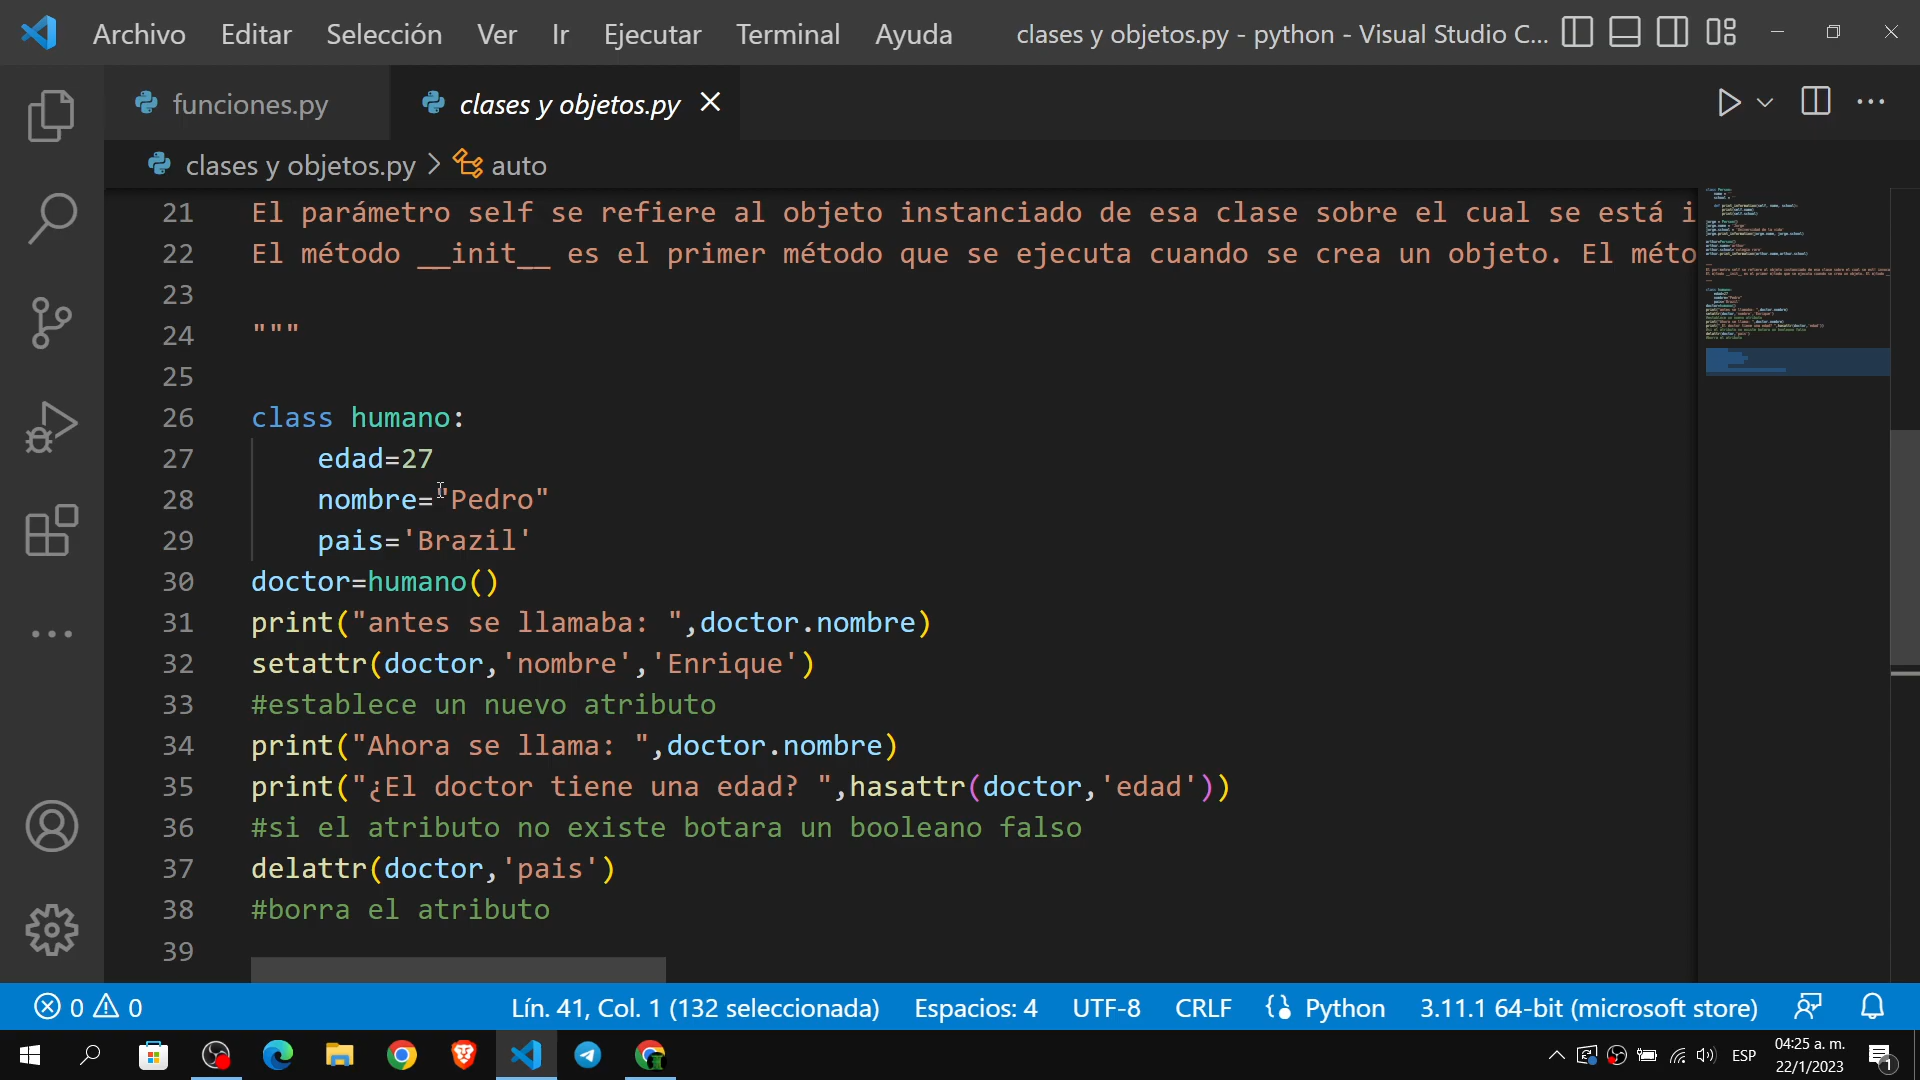 Archivo Editar Selección Ver Ir Ejecutar Terminal Ayuda clases y objetos.py - python - Visual Studio C...
funciones.py clases y objetos.py
clases y objetos.py > auto
21 El parámetro self se refiere al objeto instanciado de esa clase sobre el cual se está i
22 El método __init__ es el primer método que se ejecuta cuando se crea un objeto. El méto
23
24 """
25
26 class humano:
27     edad=27
28     nombre="Pedro"
29     pais='Brazil'
30 doctor=humano()
31 print("antes se llamaba: ",doctor.nombre)
32 setattr(doctor,'nombre','Enrique')
33 #establece un nuevo atributo
34 print("Ahora se llama: ",doctor.nombre)
35 print("¿El doctor tiene una edad? ",hasattr(doctor,'edad'))
36 #si el atributo no existe botara un booleano falso
37 delattr(doctor,'pais')
38 #borra el atributo
39
0 0 Lín. 41, Col. 1 (132 seleccionada) Espacios: 4 UTF-8 CRLF Python 3.11.1 64-bit (microsoft store)
ESP 04:25 a. m.
22/1/2023
1